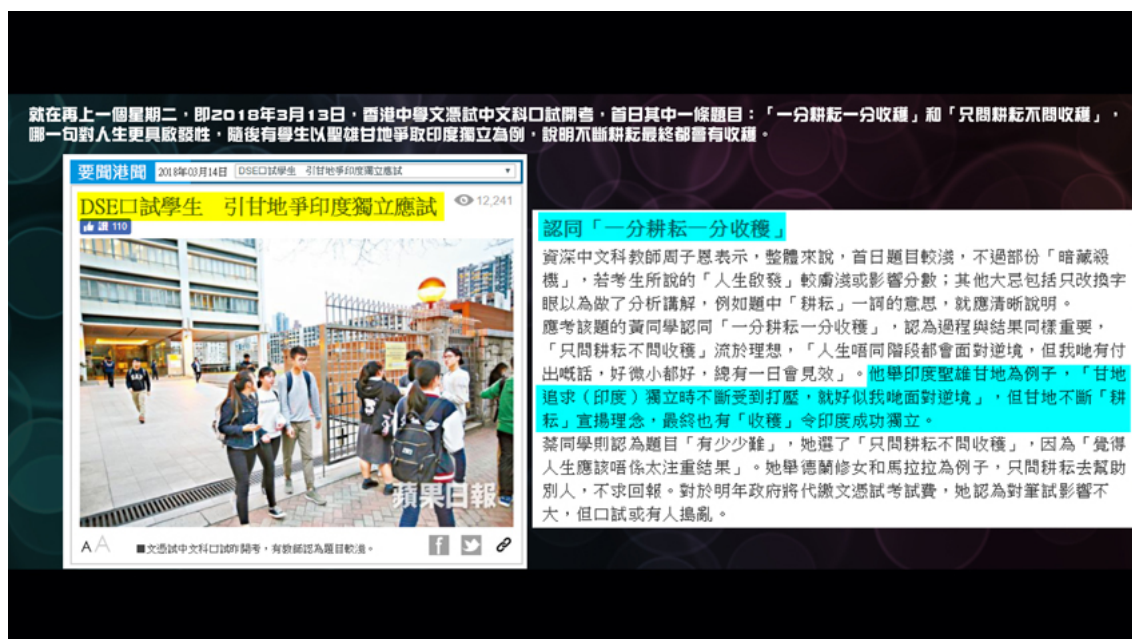 就在再上一個星期二，即2018年3月13日，香港中學文憑試中文科口試開考，首日其中一條題目：「一分耕耘一分收穫」和「只問耕耘不問收穫」，
哪一句對人生更具啟發性，隨後有學生以聖雄甘地爭取印度獨立為例，說明不斷耕耘最終都會有收穫。
要聞港聞 2018年03月14日 DSE口試學生 引甘地爭印度獨立應試
DSE口試學生 引甘地爭印度獨立應試 12,241
讚 110
蘋果日報
A A ■文憑試中文科口試昨開考，有教師認為題目較淺。
認同「一分耕耘一分收穫」
資深中文科教師周子恩表示，整體來說，首日題目較淺，不過部份「暗藏殺
機」，若考生所說的「人生啟發」較膚淺或影響分數；其他大忌包括只改換字
眼以為做了分析講解，例如題中「耕耘」一詞的意思，就應清晰說明。
應考該題的黃同學認同「一分耕耘一分收穫」，認為過程與結果同樣重要，
「只問耕耘不問收穫」流於理想，「人生唔同階段都會面對逆境，但我哋有付
出嘅話，好微小都好，總有一日會見效」。他舉印度聖雄甘地為例子，「甘地
追求（印度）獨立時不斷受到打壓，就好似我哋面對逆境」，但甘地不斷「耕
耘」宣揚理念，最終也有「收穫」令印度成功獨立。
蔡同學則認為題目「有少少難」，她選了「只問耕耘不問收穫」，因為「覺得
人生應該唔係太注重結果」。她舉德蘭修女和馬拉拉為例子，只問耕耘去幫助
別人，不求回報。對於明年政府將代繳文憑試考試費，她認為對筆試影響不
大，但口試或有人搗亂。